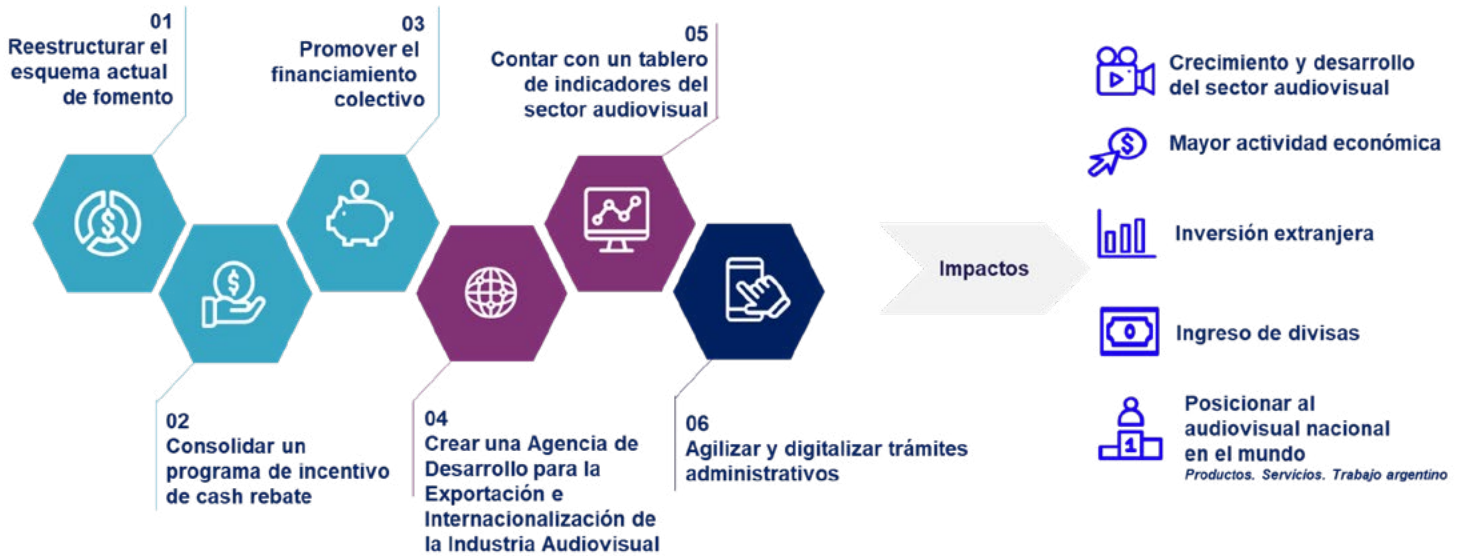 01
Reestructurar el
esquema actual
de fomento
02
Consolidar un
programa de incentivo
de cash rebate
03
Promover el
financiamiento
colectivo
04
Crear una Agencia de
Desarrollo para la
Exportación e
Internacionalización de
la Industria Audiovisual
05
Contar con un tablero
de indicadores del
sector audiovisual
06
Agilizar y digitalizar trámites
administrativos
Impactos
Crecimiento y desarrollo
del sector audiovisual
Mayor actividad económica
Inversión extranjera
Ingreso de divisas
Posicionar al
audiovisual nacional
en el mundo
Productos. Servicios. Trabajo argentino